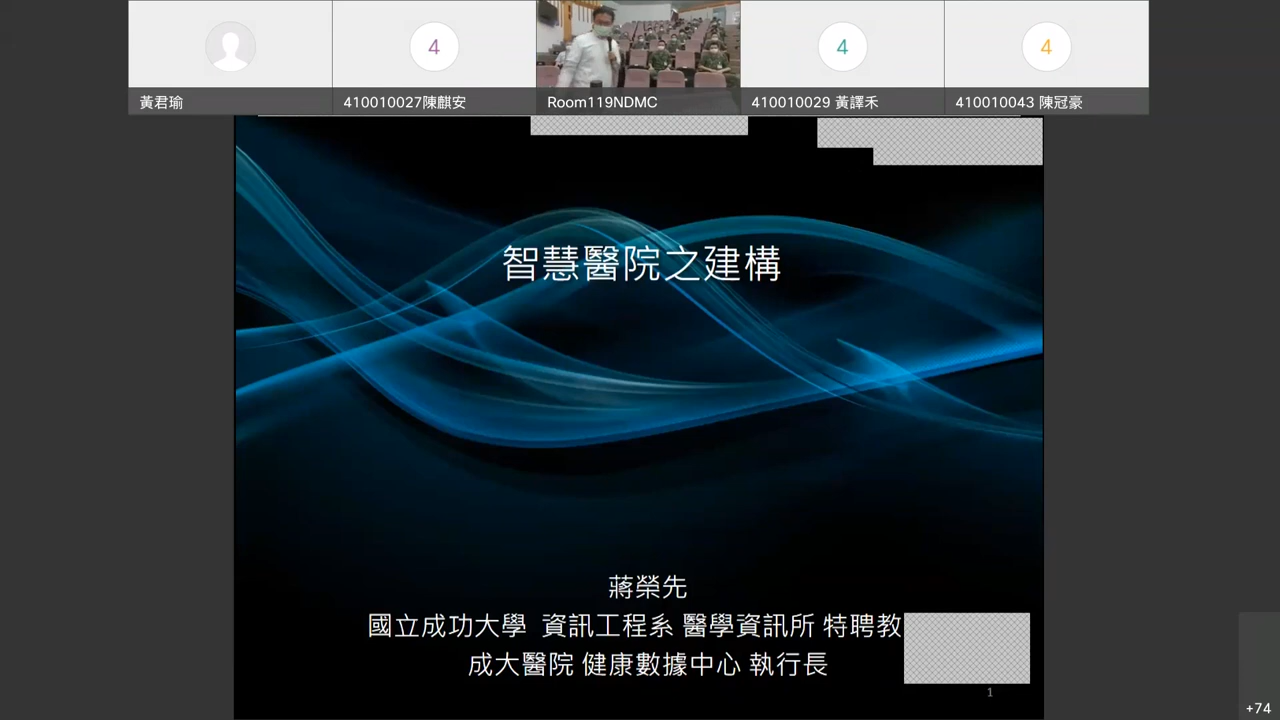 4
4
4
黃君瑜
410010027陳麒安
Room119NDMC
410010029 黃譯禾
410010043 陳冠豪
智慧醫院之建構
蔣榮先
國立成功大學 資訊工程系 醫學資訊所 特聘教
成大醫院 健康數據中心 執行長
1
+74